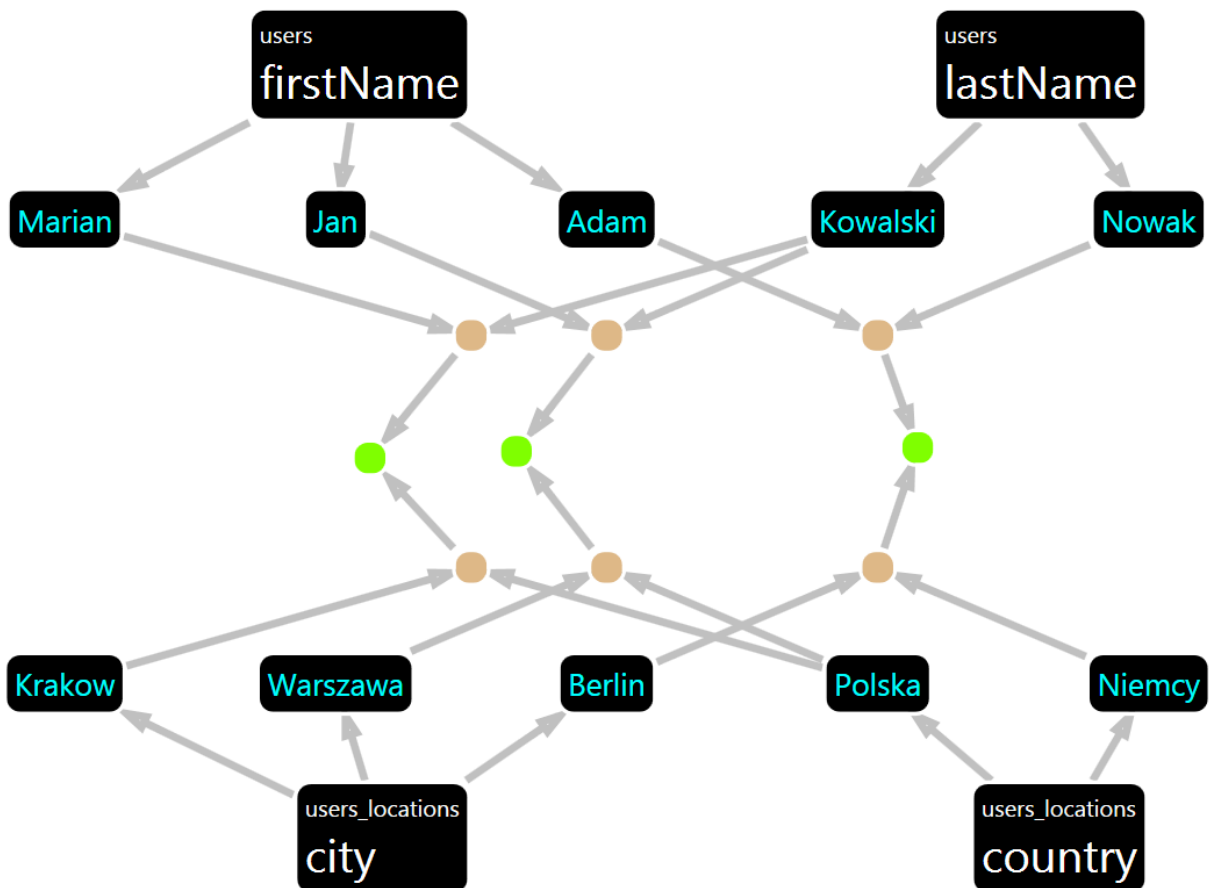 users
firstName
users
lastName
Marian
Jan
Adam
Kowalski
Nowak
Krakow
Warszawa
Berlin
Polska
Niemcy
users_locations
city
users_locations
country